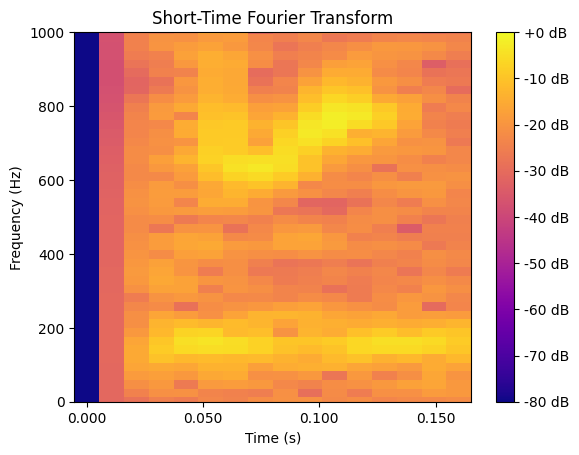 Short-Time Fourier Transform
1000
800
600
400
200
0
Frequency (Hz)
0.000
0.050
0.100
0.150
Time (s)
+0 dB
-10 dB
-20 dB
-30 dB
-40 dB
-50 dB
-60 dB
-70 dB
-80 dB